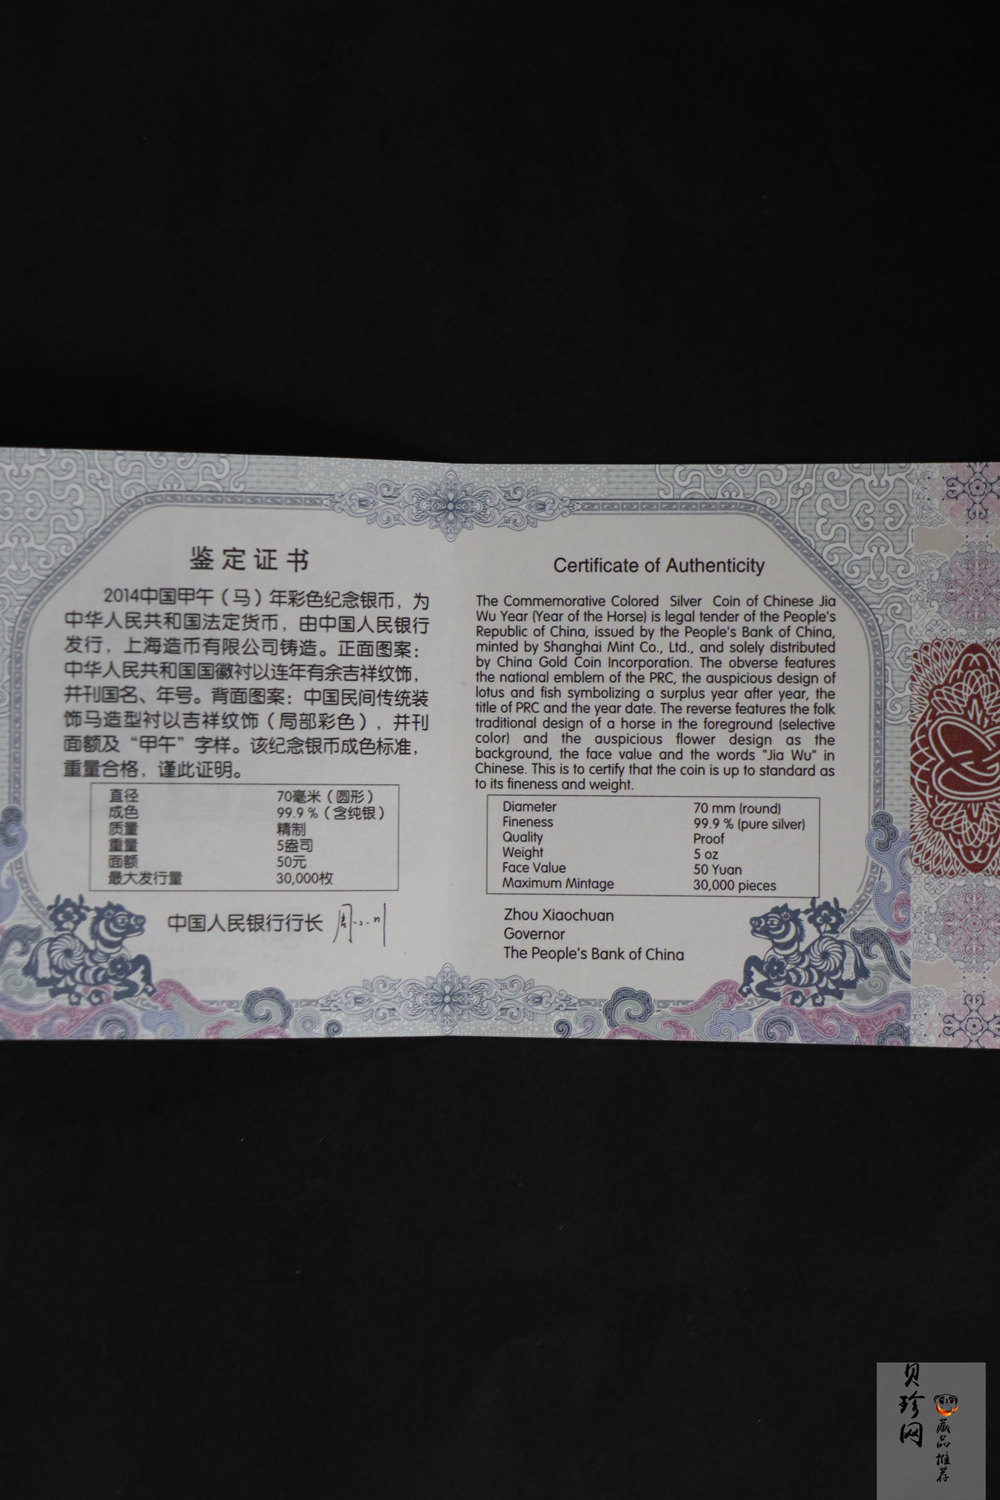 鉴定证书
2014中国甲午（马）年彩色纪念银币，为
中华人民共和国法定货币，由中国人民银行
发行，上海造币有限公司铸造。正面图案：
中华人民共和国国徽衬以连年有余吉祥纹饰，
并刊国名、年号。背面图案：中国民间传统装
饰马造型衬以吉祥纹饰（局部彩色），并刊
面额及“甲午”字样。该纪念银币成色标准，
重量合格，谨此证明。
直径 70毫米（圆形）
成色 99.9 %（含纯银）
质量 精制
重量 5盎司
面额 50元
最大发行量 30,000枚
中国人民银行行长
Certificate of Authenticity
The Commemorative Colored Silver Coin of Chinese Jia
Wu Year (Year of the Horse) is legal tender of the People's
Republic of China, issued by the People's Bank of China,
minted by Shanghai Mint Co., Ltd., and solely distributed
by China Gold Coin Incorporation. The obverse features
the national emblem of the PRC, the auspicious design of
lotus and fish symbolizing a surplus year after year, the
title of PRC and the year date. The reverse features the folk
traditional design of a horse in the foreground (selective
color) and the auspicious flower design as the
background, the face value and the words "Jia Wu" in
Chinese. This is to certify that the coin is up to standard as
to its fineness and weight.
Diameter 70 mm (round)
Fineness 99.9 % (pure silver)
Quality Proof
Weight 5 oz
Face Value 50 Yuan
Maximum Mintage 30,000 pieces
Zhou Xiaochuan
Governor
The People's Bank of China
贝珍网
藏品推荐